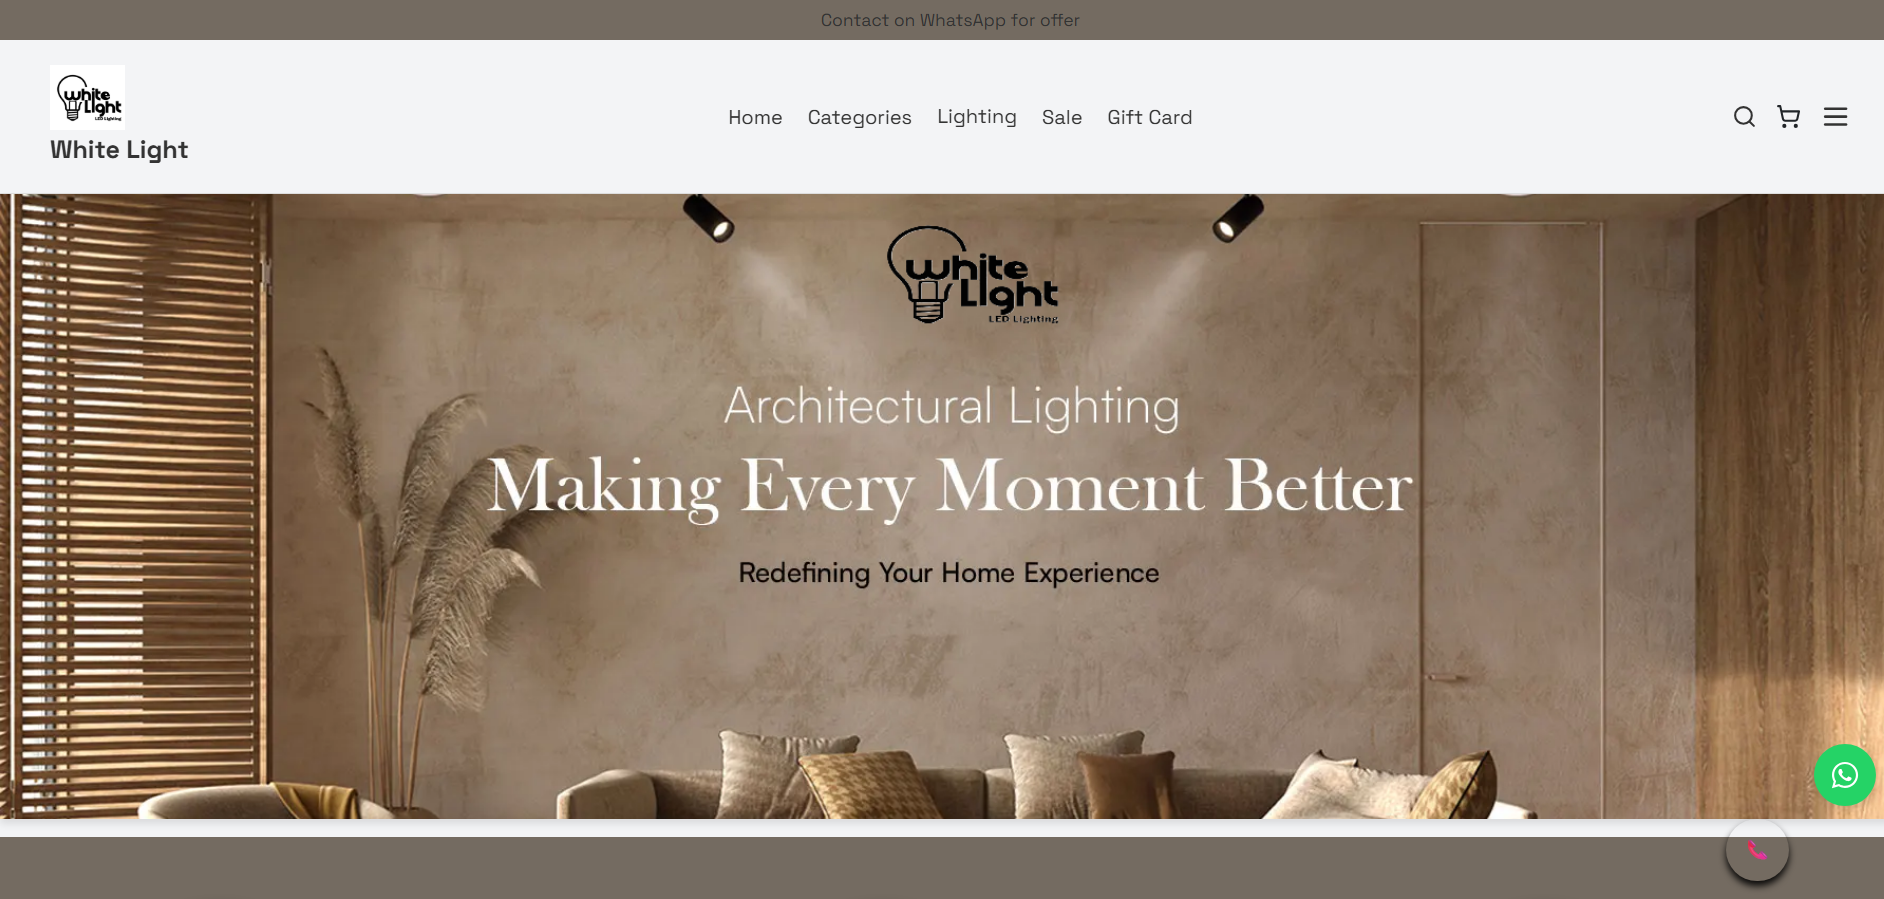 Contact on WhatsApp for offer
White
Light
LED Lighting
White Light
Home Categories Lighting Sale Gift Card
White
Light
LED Lighting
Architectural Lighting
Making Every Moment Better
Redefining Your Home Experience